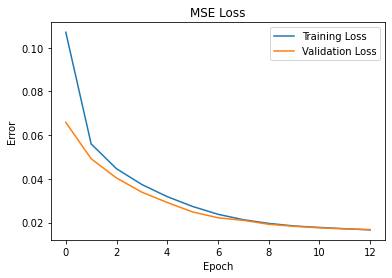 MSE Loss
Training Loss
Validation Loss
0.10
0.08
0.06
0.04
0.02
Error
0 2 4 6 8 10 12
Epoch